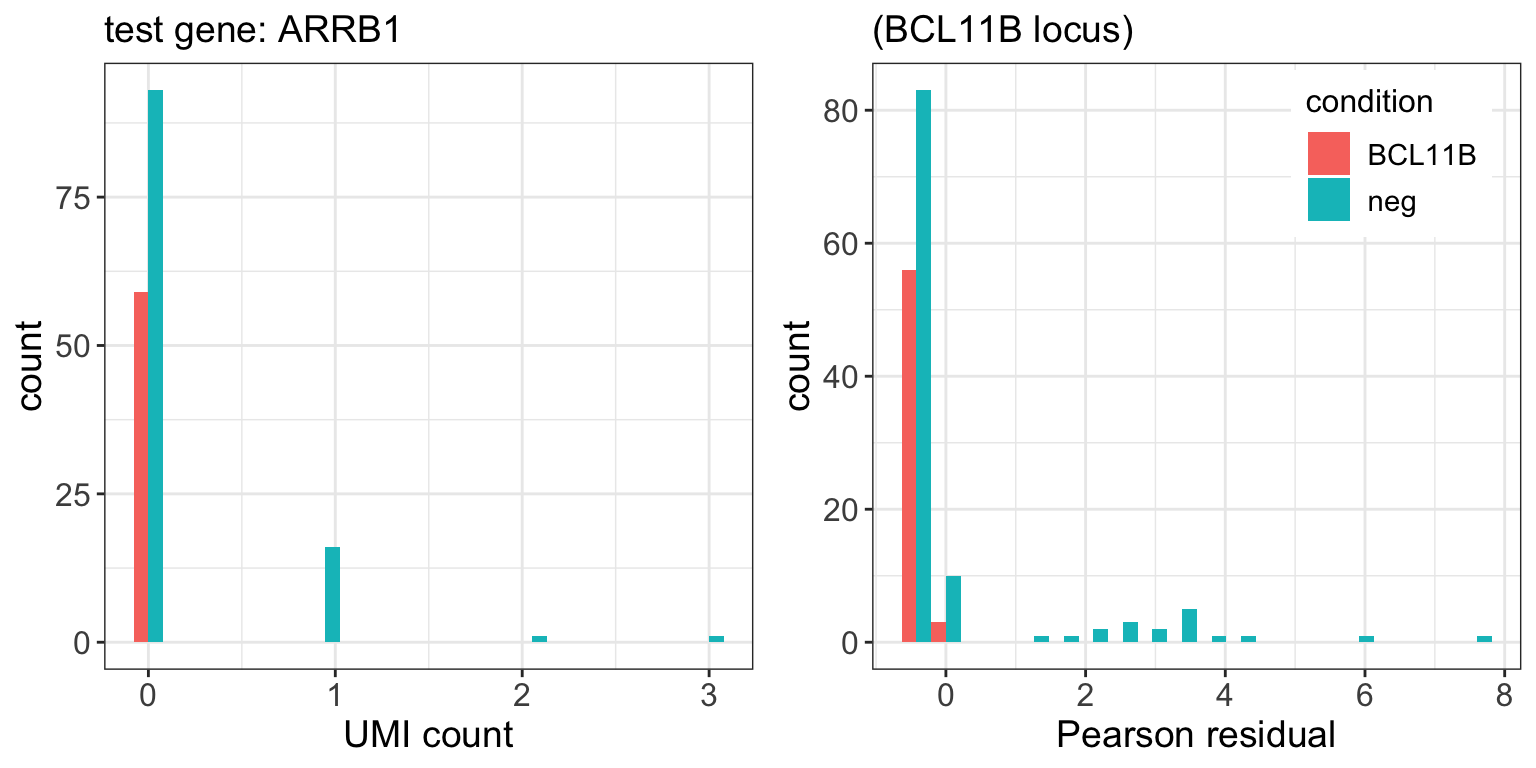 test gene: ARRB1
count
75
50
25
0
0 1 2 3
UMI count
(BCL11B locus)
count
80
60
40
20
0
0 2 4 6 8
Pearson residual
condition
BCL11B
neg